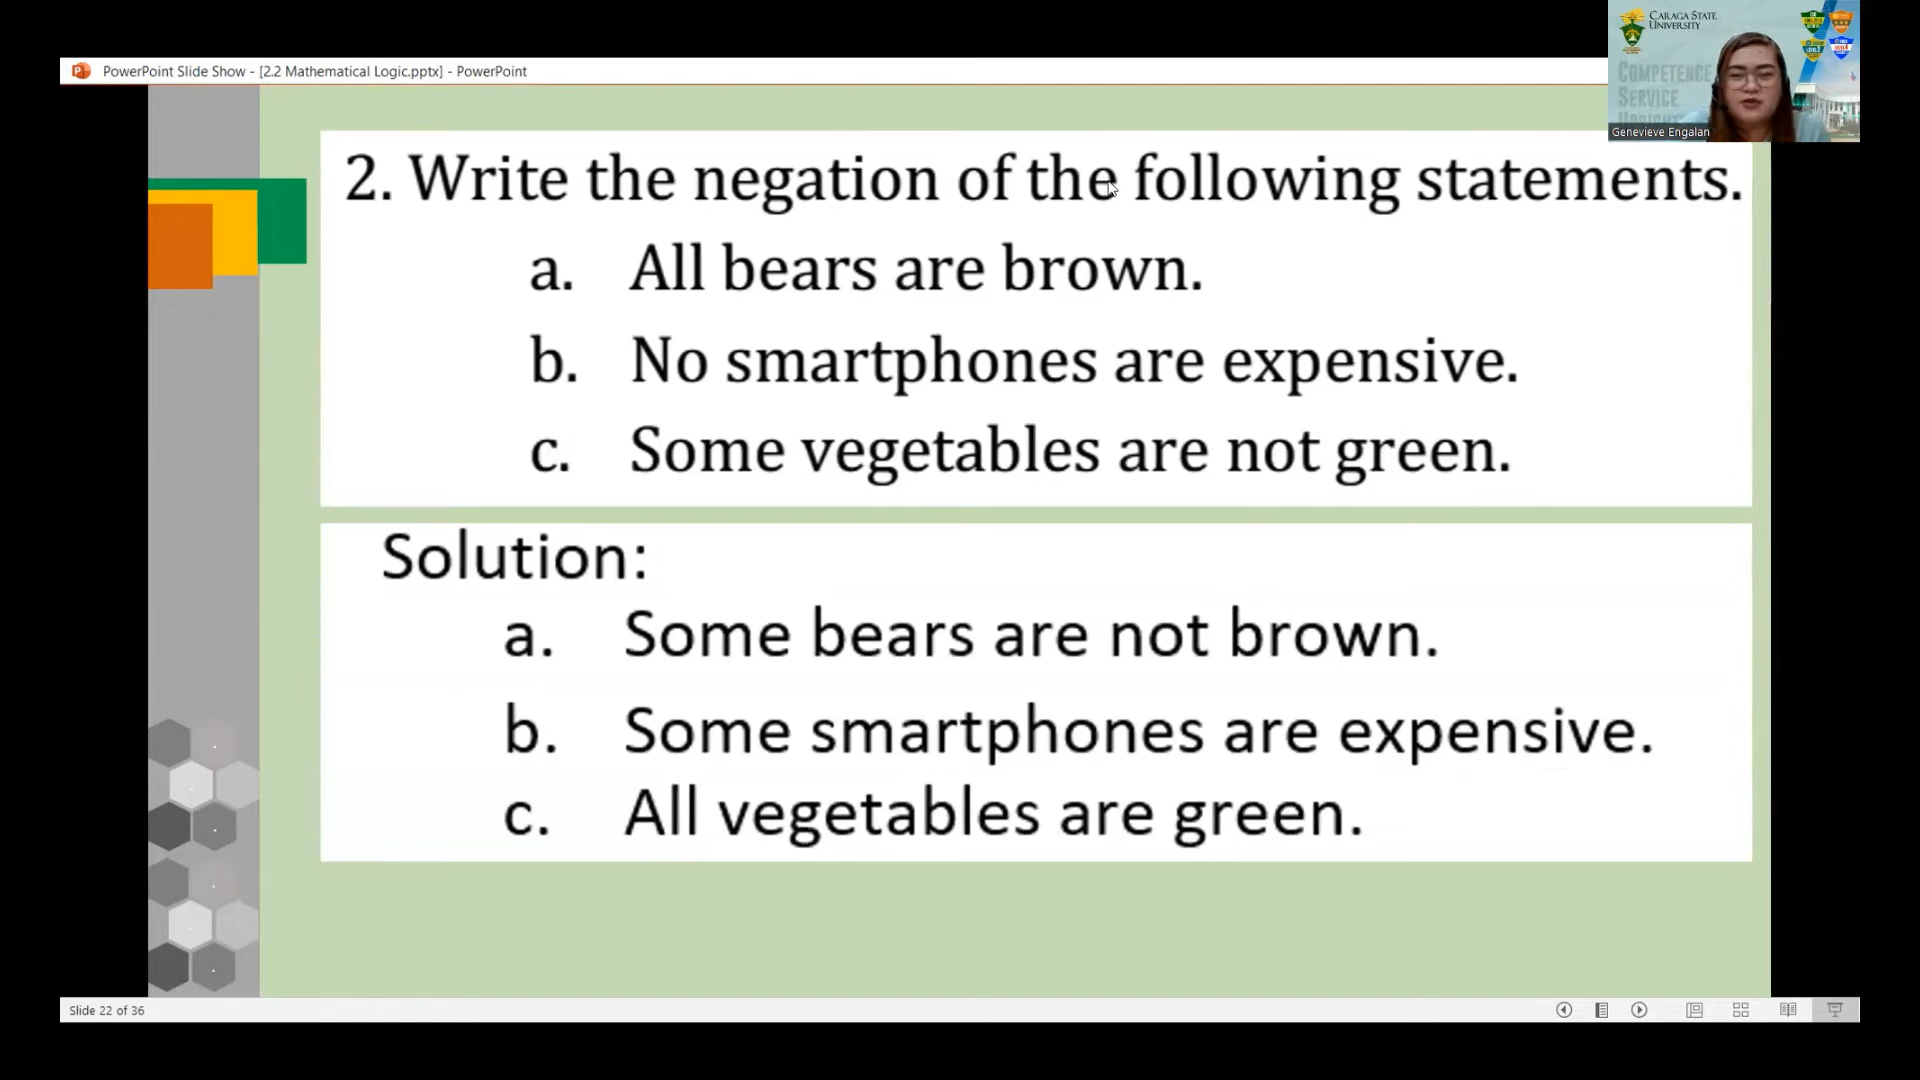 CARAGA STATE
UNIVERSITY
COMPETENCE
SERVICE
Genevieve Engalan
PowerPoint Slide Show - [2.2 Mathematical Logic.pptx] - PowerPoint
2. Write the negation of the following statements.
a. All bears are brown.
b. No smartphones are expensive.
c. Some vegetables are not green.
Solution:
a. Some bears are not brown.
b. Some smartphones are expensive.
c. All vegetables are green.
Slide 22 of 36